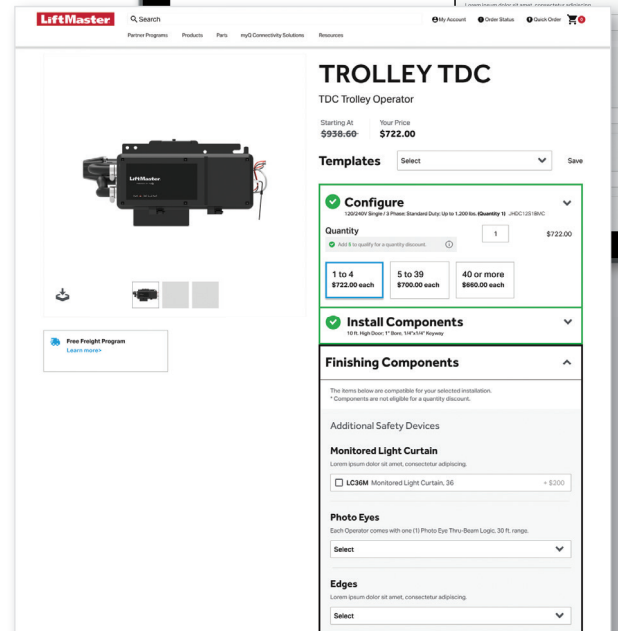 Lorem ipsum dolor sit amet, consectetur adipiscing
LiftMaster
Search
My Account
Order Status
Quick Order
0
Partner Programs
Products
Parts
myQ Connectivity Solutions
Resources
TROLLEY TDC
TDC Trolley Operator
Starting At
Your Price
$938.60
$722.00
Templates
Select
Save
LiftMaster
Configure
120/240V Single / 3 Phase: Standard Duty: Up to 1.200 lbs. (Quantity 1)
Quantity
1
$722.00
Add 8 to qualify for a quantity discount.
1 to 4
$722.00 each
5 to 39
$700.00 each
40 or more
$660.00 each
Install Components
10 ft. High Door; 1" Bore, 1/4"x1/4" Keyway
Free Freight Program
Learn more>
Finishing Components
The items below are compatible for your selected installation.
* Components are not eligible for a quantity discount.
Additional Safety Devices
Monitored Light Curtain
Lorem ipsum dolor sit amet, consectetur adipiscing.
LC36M Monitored Light Curtain, 36
+ $200
Photo Eyes
Each Operator comes with one (1) Photo Eye Thru-Beam Logic, 30 ft. range.
Select
Edges
Lorem ipsum dolor sit amet, consectetur adipiscing.
Select